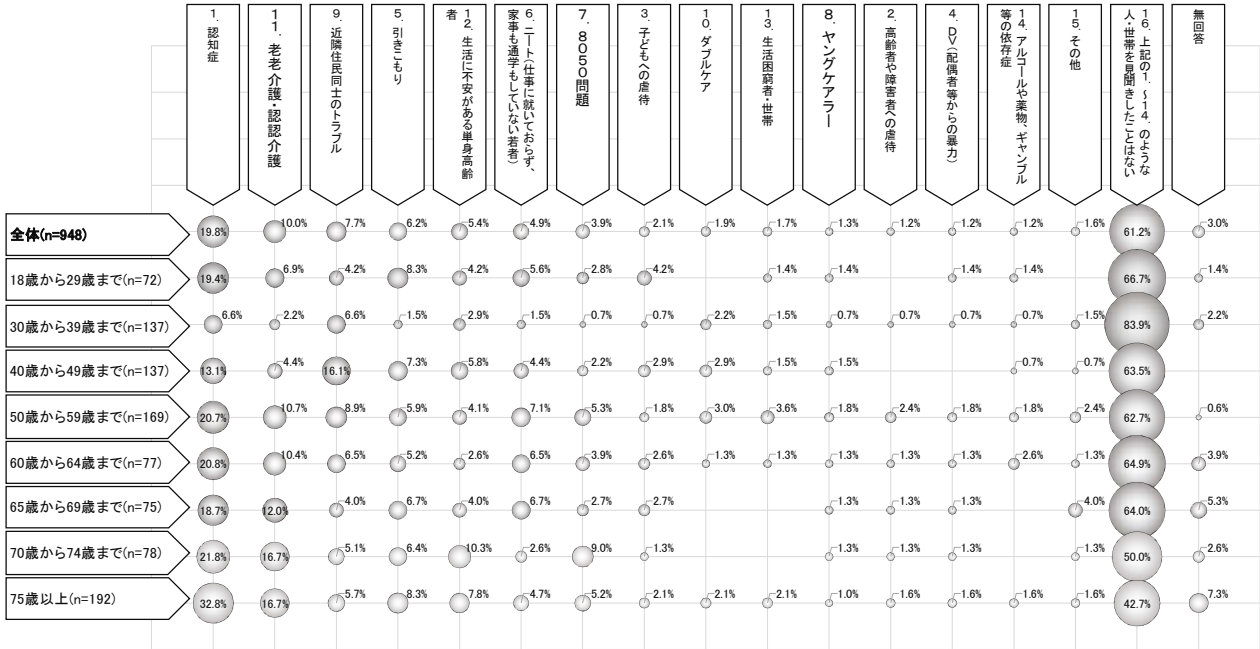 1．認知症
11．老老介護・認認介護
9．近隣住民同士のトラブル
5．引きこもり
12．生活に不安がある単身高齢
者
6．ニート（仕事に就いておらず、
家事も通学もしていない若者）
7．8050問題
3．子どもへの虐待
10．ダブルケア
13．生活困窮者・世帯
8．ヤングケアラー
2．高齢者や障害者への虐待
4．DV（配偶者等からの暴力）
14．アルコールや薬物、ギャンブル
等の依存症
15．その他
16．上記の1．～14．のような
人・世帯を見聞きしたことはない
無回答
全体(n=948) 19.8% 10.0% 7.7% 6.2% 5.4% 4.9% 3.9% 2.1% 1.9% 1.7% 1.3% 1.2% 1.2% 1.2% 1.6% 61.2% 3.0%
18歳から29歳まで(n=72) 19.4% 6.9% 4.2% 8.3% 4.2% 5.6% 2.8% 4.2% 1.4% 1.4% 1.4% 1.4% 66.7% 1.4%
30歳から39歳まで(n=137) 6.6% 2.2% 6.6% 1.5% 2.9% 1.5% 0.7% 0.7% 2.2% 1.5% 0.7% 0.7% 0.7% 0.7% 1.5% 83.9% 2.2%
40歳から49歳まで(n=137) 13.1% 4.4% 16.1% 7.3% 5.8% 4.4% 2.2% 2.9% 2.9% 1.5% 1.5% 0.7% 0.7% 63.5%
50歳から59歳まで(n=169) 20.7% 10.7% 8.9% 5.9% 4.1% 7.1% 5.3% 1.8% 3.0% 3.6% 1.8% 2.4% 1.8% 1.8% 2.4% 62.7% 0.6%
60歳から64歳まで(n=77) 20.8% 10.4% 6.5% 5.2% 2.6% 6.5% 3.9% 2.6% 1.3% 1.3% 1.3% 1.3% 1.3% 2.6% 1.3% 64.9% 3.9%
65歳から69歳まで(n=75) 18.7% 12.0% 4.0% 6.7% 4.0% 6.7% 2.7% 2.7% 1.3% 1.3% 1.3% 4.0% 64.0% 5.3%
70歳から74歳まで(n=78) 21.8% 16.7% 5.1% 6.4% 10.3% 2.6% 9.0% 1.3% 1.3% 1.3% 1.3% 1.3% 50.0% 2.6%
75歳以上(n=192) 32.8% 16.7% 5.7% 8.3% 7.8% 4.7% 5.2% 2.1% 2.1% 2.1% 1.0% 1.6% 1.6% 1.6% 1.6% 42.7% 7.3%